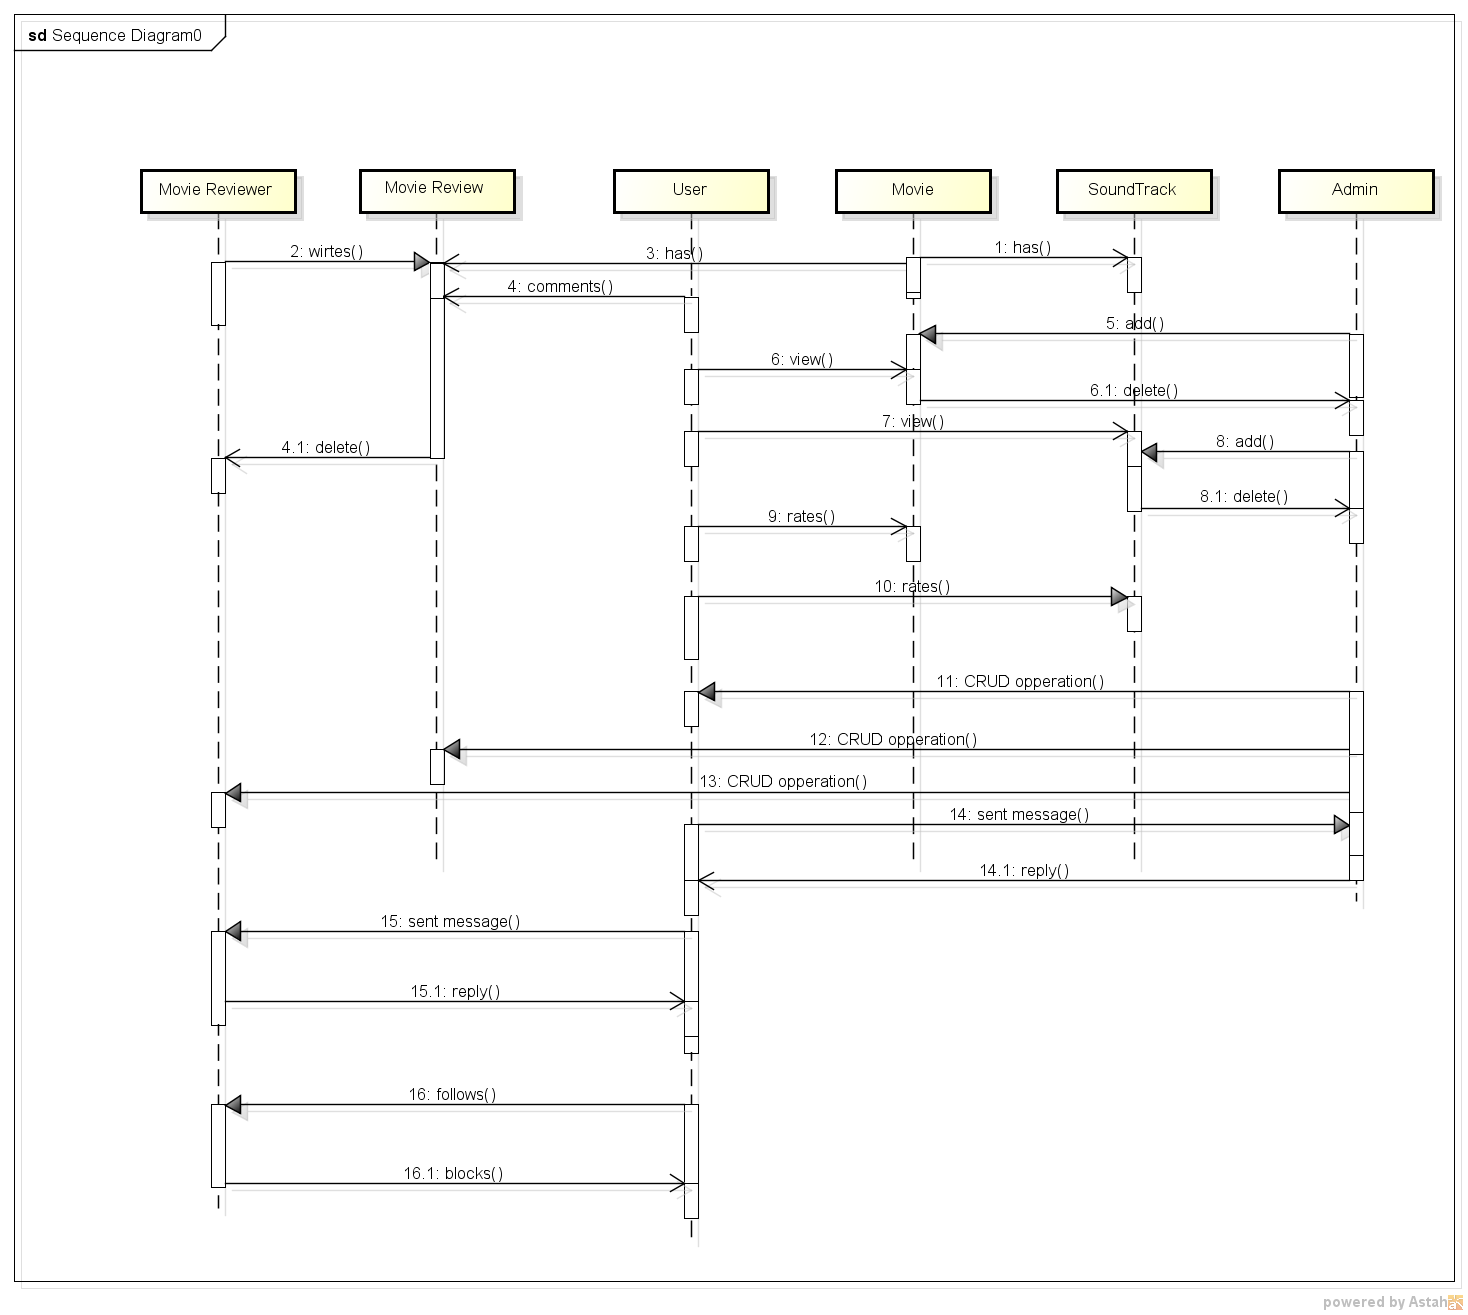 sd Sequence Diagram0
Movie Reviewer
Movie Review
User
Movie
SoundTrack
Admin
2: wirtes()
3: has()
1: has()
4: comments()
5: add()
6: view()
6.1: delete()
7: view()
4.1: delete()
8: add()
8.1: delete()
9: rates()
10: rates()
11: CRUD opperation()
12: CRUD opperation()
13: CRUD opperation()
14: sent message()
14.1: reply()
15: sent message()
15.1: reply()
16: follows()
16.1: blocks()
powered by Astah